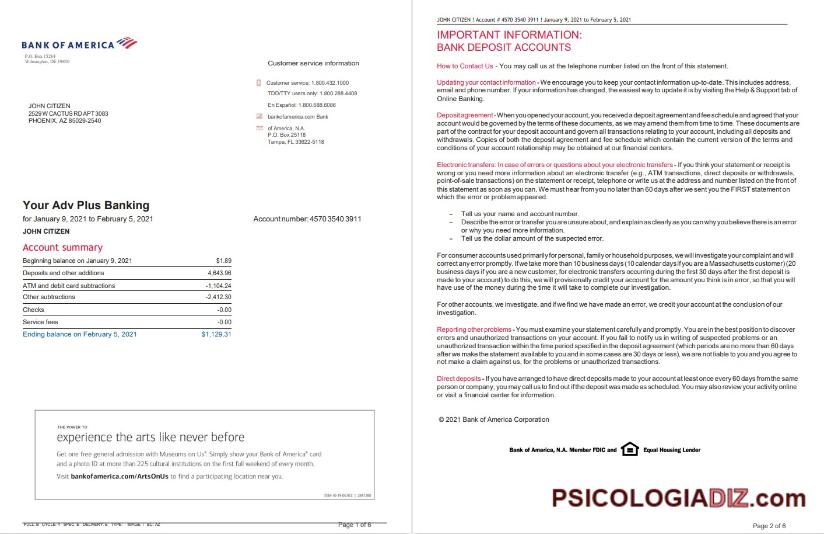 BANK OF AMERICA
P.O. Box 15284
Wilmington, DE 19850
Customer service information
Customer service: 1.800.432.1000
TDD/TTY users only: 1.800.288.4408
En Español: 1.800.688.6086
bankofamerica.com Bank
of America, N.A.
P.O. Box 25118
Tampa, FL 33622-5118
JOHN CITIZEN
2529 W CACTUS RD APT 3083
PHOENIX, AZ 85029-2540
Your Adv Plus Banking
for January 9, 2021 to February 5, 2021
Account number: 4570 3540 3911
JOHN CITIZEN
Account summary
Beginning balance on January 9, 2021 $1.89
Deposits and other additions 4,643.96
ATM and debit card subtractions -1,104.24
Other subtractions -2,412.30
Checks -0.00
Service fees -0.00
Ending balance on February 5, 2021 $1,129.31
THE POWER TO
experience the arts like never before
Get one free general admission with Museums on Us®. Simply show your Bank of America® card
and a photo ID at more than 225 cultural institutions on the first full weekend of every month.
Visit bankofamerica.com/ArtsOnUs to find a participating location near you.
Page 1 of 6
JOHN CITIZEN ! Account # 4570 3540 3911 ! January 9, 2021 to February 5, 2021
IMPORTANT INFORMATION:
BANK DEPOSIT ACCOUNTS
How to Contact Us - You may call us at the telephone number listed on the front of this statement.
Updating your contact information - We encourage you to keep your contact information up-to-date. This includes address,
email and phone number. If your information has changed, the easiest way to update it is by visiting the Help & Support tab of
Online Banking.
Deposit agreement - When you opened your account, you received a deposit agreement and fee schedule and agreed that your
account would be governed by the terms of these documents, as we may amend them from time to time. These documents are
part of the contract for your deposit account and govern all transactions relating to your account, including all deposits and
withdrawals. Copies of both the deposit agreement and fee schedule which contain the current version of the terms and
conditions of your account relationship may be obtained at our financial centers.
Electronic transfers: In case of errors or questions about your electronic transfers - If you think your statement or receipt is
wrong or you need more information about an electronic transfer (e.g., ATM transactions, direct deposits or withdrawals,
point-of-sale transactions) on the statement or receipt, telephone or write us at the address and number listed on the front of
this statement as soon as you can. We must hear from you no later than 60 days after we sent you the FIRST statement on
which the error or problem appeared.
– Tell us your name and account number.
– Describe the error or transfer you are unsure about, and explain as clearly as you can why you believe there is an error
or why you need more information.
– Tell us the dollar amount of the suspected error.
For consumer accounts used primarily for personal, family or household purposes, we will investigate your complaint and will
correct any error promptly. If we take more than 10 business days (10 calendar days if you are a Massachusetts customer) (20
business days if you are a new customer, for electronic transfers occurring during the first 30 days after the first deposit is
made to your account) to do this, we will provisionally credit your account for the amount you think is in error, so that you will
have use of the money during the time it will take to complete our investigation.
For other accounts, we investigate, and if we find we have made an error, we credit your account at the conclusion of our
investigation.
Reporting other problems - You must examine your statement carefully and promptly. You are in the best position to discover
errors and unauthorized transactions on your account. If you fail to notify us in writing of suspected problems or an
unauthorized transaction within the time period specified in the deposit agreement (which periods are no more than 60 days
after we make the statement available to you and in some cases are 30 days or less), we are not liable to you and you agree to
not make a claim against us, for the problems or unauthorized transactions.
Direct deposits - If you have arranged to have direct deposits made to your account at least once every 60 days from the same
person or company, you may call us to find out if the deposit was made as scheduled. You may also review your activity online
or visit a financial center for information.
© 2021 Bank of America Corporation
Bank of America, N.A. Member FDIC and Equal Housing Lender
PSICOLOGIADIZ.com
Page 2 of 6